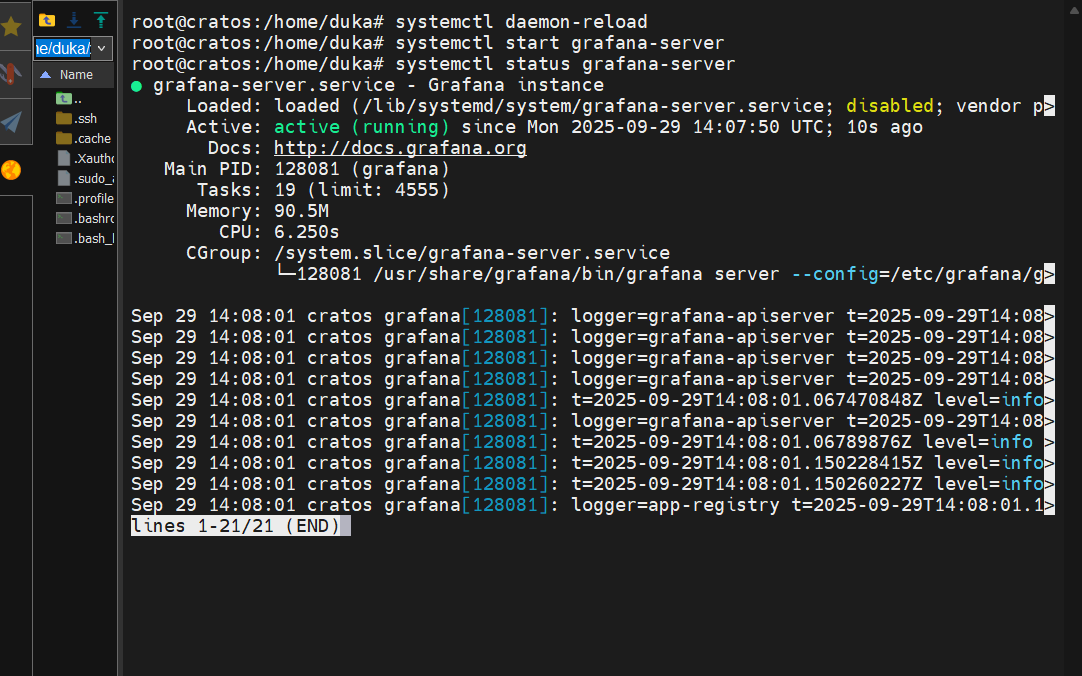 root@cratos:/home/duka# systemctl daemon-reload
root@cratos:/home/duka# systemctl start grafana-server
root@cratos:/home/duka# systemctl status grafana-server
● grafana-server.service - Grafana instance
Loaded: loaded (/lib/systemd/system/grafana-server.service; disabled; vendor p>
Active: active (running) since Mon 2025-09-29 14:07:50 UTC; 10s ago
Docs: http://docs.grafana.org
Main PID: 128081 (grafana)
Tasks: 19 (limit: 4555)
Memory: 90.5M
CPU: 6.250s
CGroup: /system.slice/grafana-server.service
└─128081 /usr/share/grafana/bin/grafana server --config=/etc/grafana/g>
Sep 29 14:08:01 cratos grafana[128081]: logger=grafana-apiserver t=2025-09-29T14:08>
Sep 29 14:08:01 cratos grafana[128081]: logger=grafana-apiserver t=2025-09-29T14:08>
Sep 29 14:08:01 cratos grafana[128081]: logger=grafana-apiserver t=2025-09-29T14:08>
Sep 29 14:08:01 cratos grafana[128081]: logger=grafana-apiserver t=2025-09-29T14:08>
Sep 29 14:08:01 cratos grafana[128081]: t=2025-09-29T14:08:01.067470848Z level=info>
Sep 29 14:08:01 cratos grafana[128081]: logger=grafana-apiserver t=2025-09-29T14:08>
Sep 29 14:08:01 cratos grafana[128081]: t=2025-09-29T14:08:01.06789876Z level=info >
Sep 29 14:08:01 cratos grafana[128081]: t=2025-09-29T14:08:01.150228415Z level=info>
Sep 29 14:08:01 cratos grafana[128081]: t=2025-09-29T14:08:01.150260227Z level=info>
Sep 29 14:08:01 cratos grafana[128081]: logger=app-registry t=2025-09-29T14:08:01.1>
lines 1-21/21 (END)
ne/duka/
Name
..
.ssh
.cache
.Xautho
.sudo_a
.profile
.bashrc
.bash_l